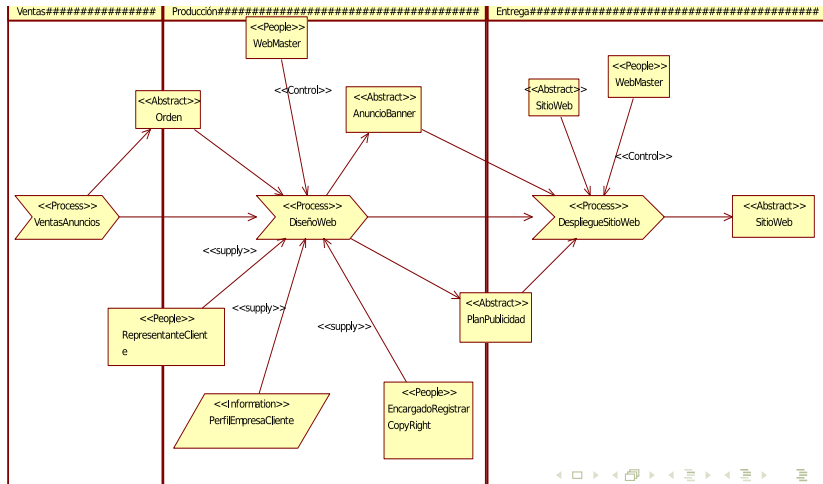 Ventas################
Producción######################################
Entrega##########################################
<<People>>
WebMaster
<<Control>>
<<Abstract>>
Orden
<<Abstract>>
AnuncioBanner
<<Abstract>>
SitioWeb
<<People>>
WebMaster
<<Control>>
<<Process>>
VentasAnuncios
<<Process>>
DiseñoWeb
<<Process>>
DespliegueSitioWeb
<<Abstract>>
SitioWeb
<<supply>>
<<People>>
RepresentanteClient
e
<<supply>>
<<supply>>
<<Abstract>>
PlanPublicidad
<<Information>>
PerfilEmpresaCliente
<<People>>
EncargadoRegistrar
CopyRight